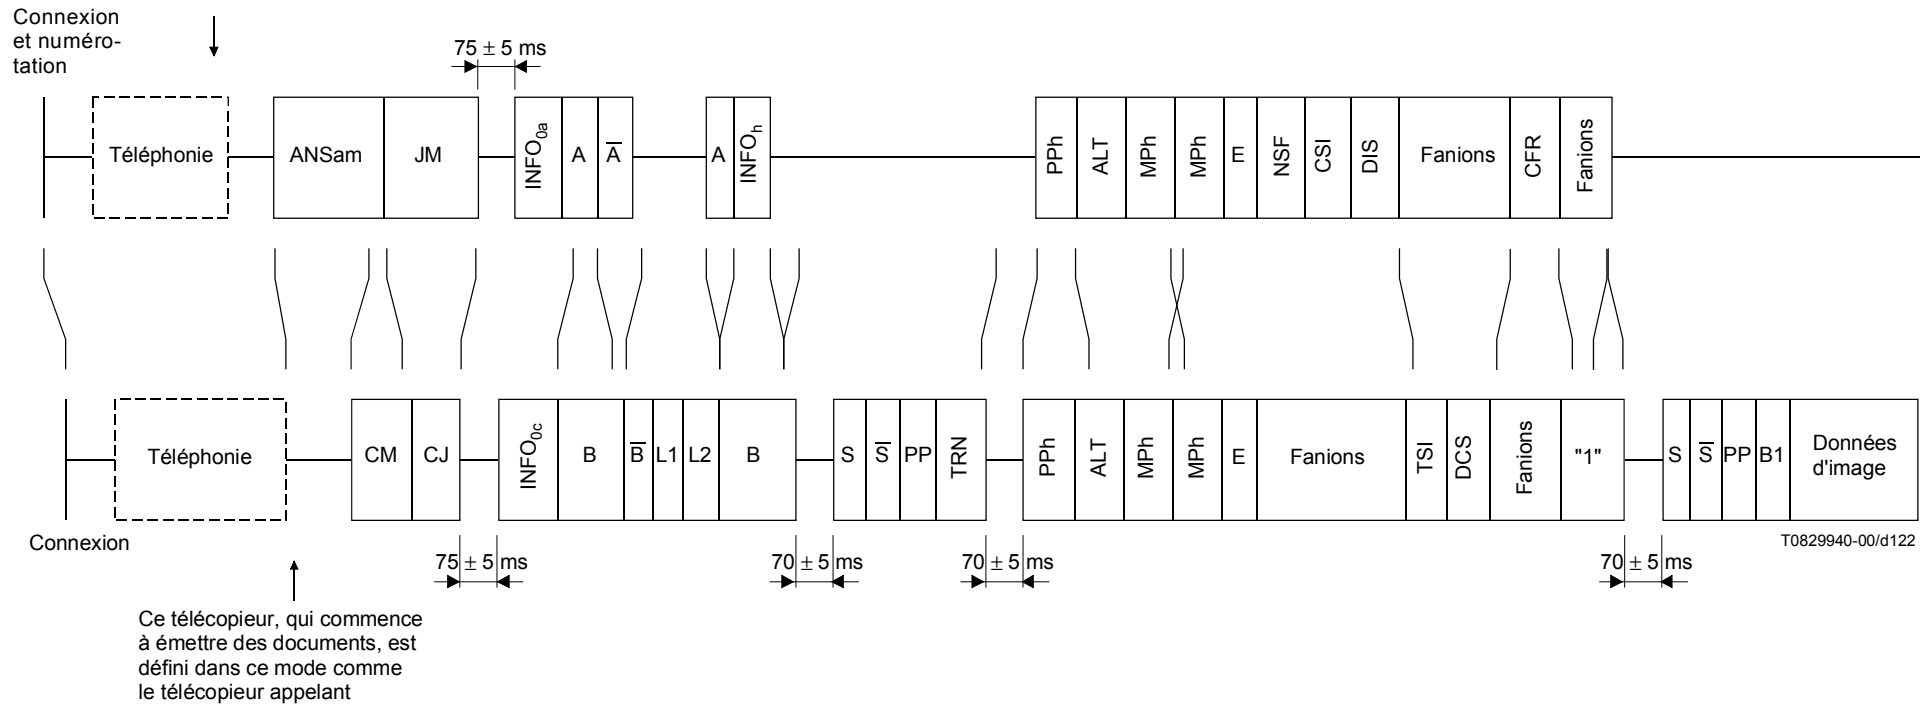 Connexion
et numéro-
tation
75 ± 5 ms
Téléphonie
ANSam
JM
INFO0a
A
A̅
A
INFOh
PPh
ALT
MPh
MPh
E
NSF
CSI
DIS
Fanions
CFR
Fanions
Téléphonie
CM
CJ
INFO0c
B
B̅
L1
L2
B
S
S̅
PP
TRN
PPh
ALT
MPh
MPh
E
Fanions
TSI
DCS
Fanions
"1"
S
S̅
PP
B1
Données
d'image
Connexion
75 ± 5 ms
70 ± 5 ms
70 ± 5 ms
70 ± 5 ms
T0829940-00/d122
Ce télécopieur, qui commence
à émettre des documents, est
défini dans ce mode comme
le télécopieur appelant